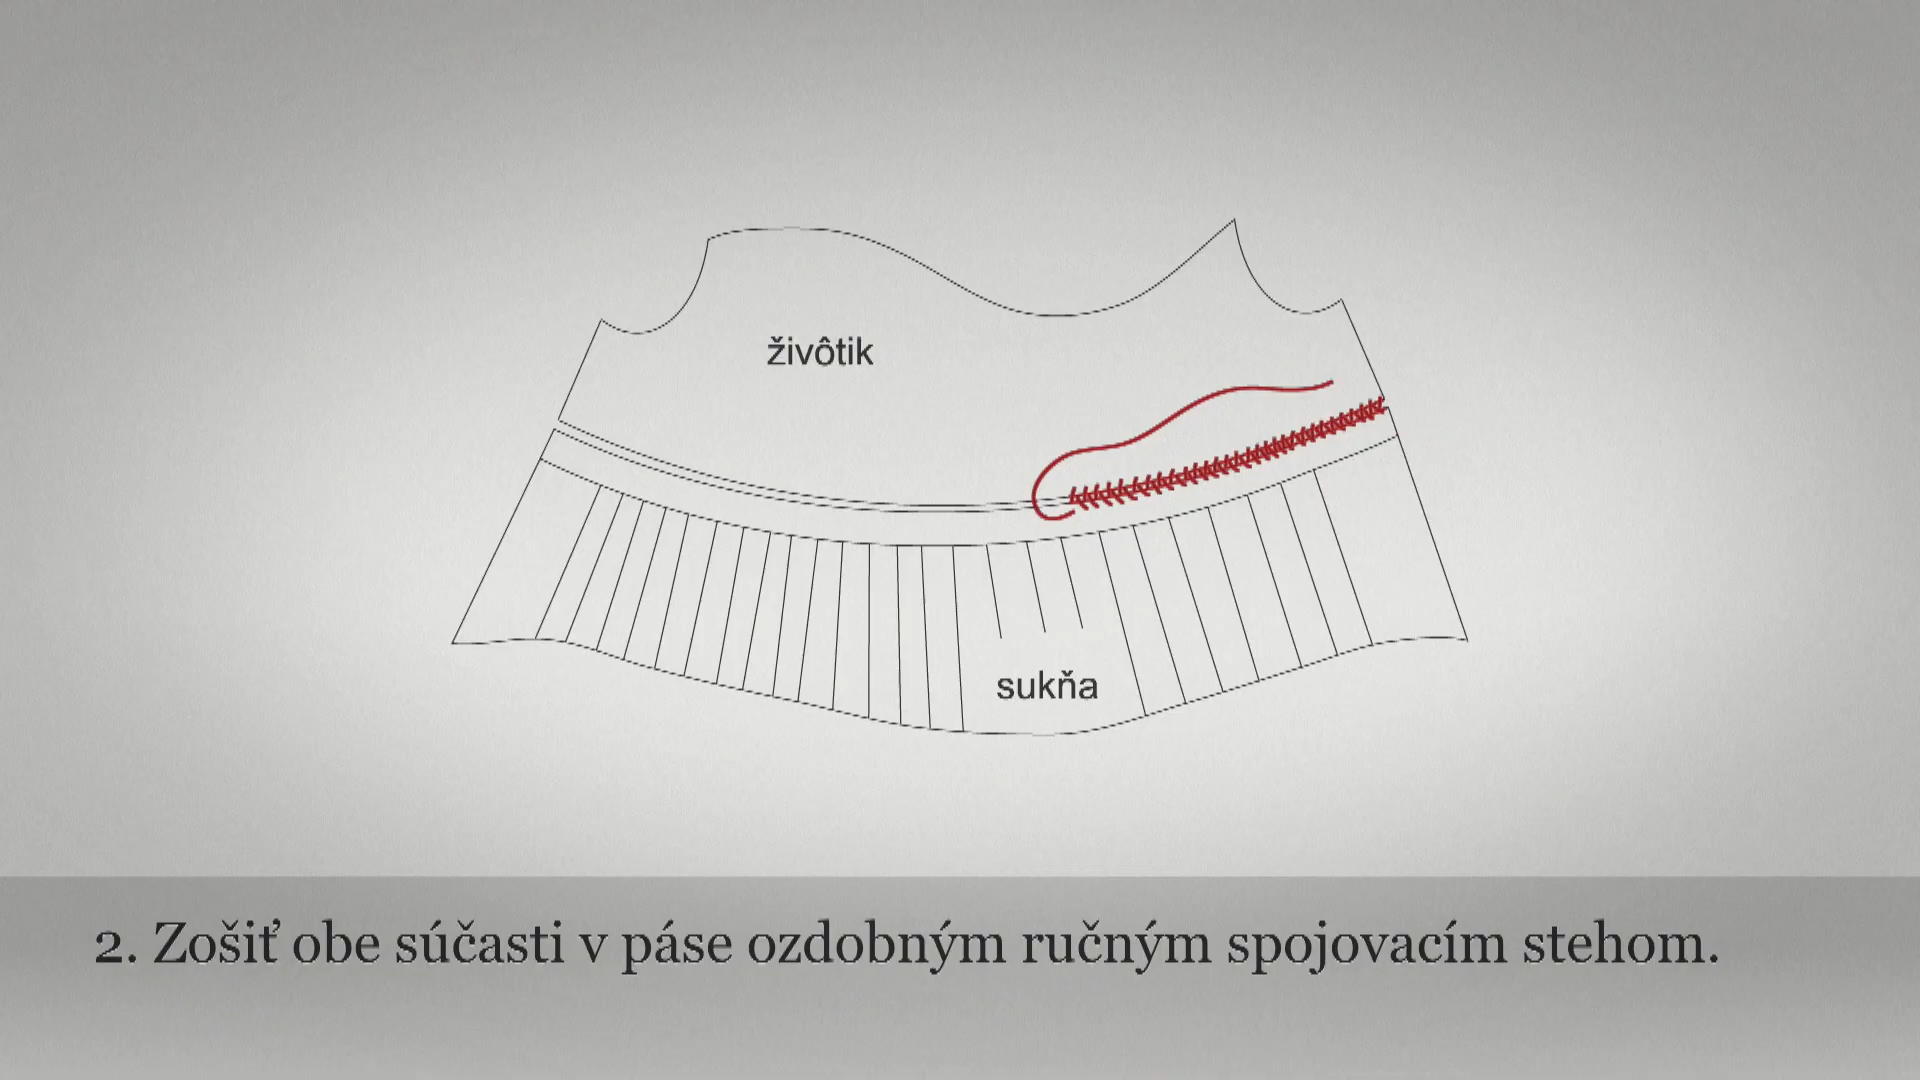 živôtik
sukňa
2. Zošiť obe súčasti v páse ozdobným ručným spojovacím stehom.